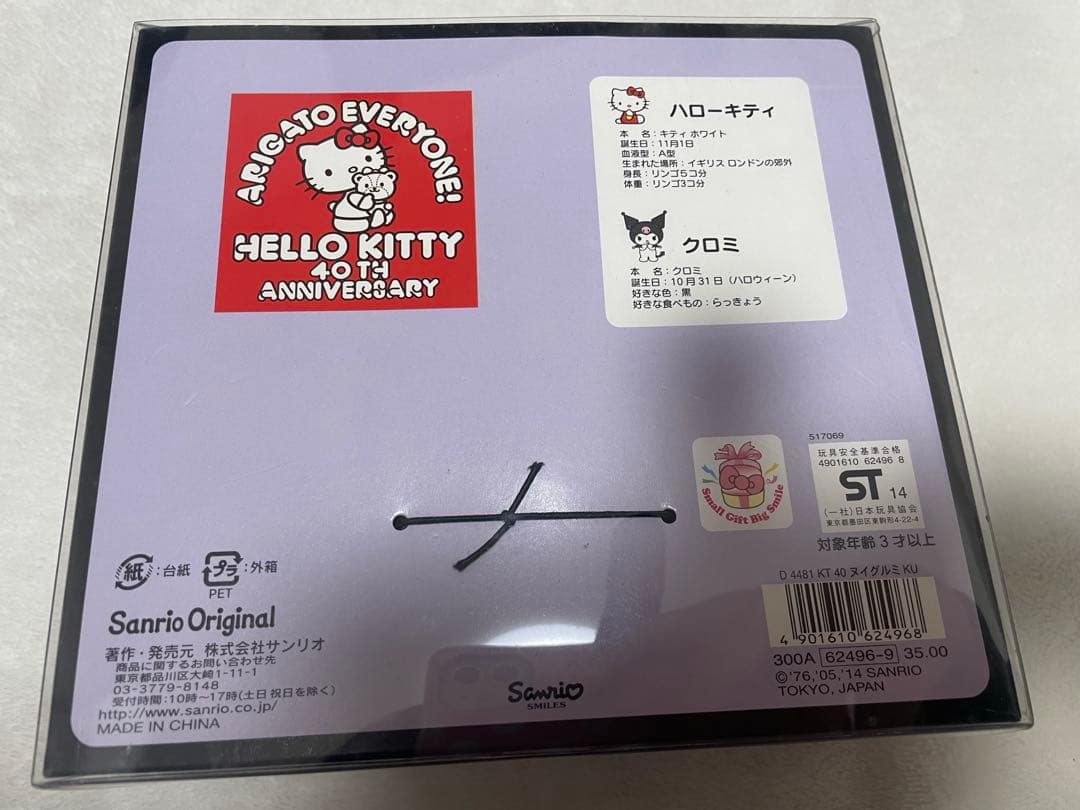 ARIGATO EVERYONE!
HELLO KITTY
40TH
ANNIVERSARY
ハローキティ
本 名:キティ ホワイト
誕生日:11月1日
血液型:A型
生まれた場所:イギリス ロンドンの郊外
身長:リンゴ5コ分
体重:リンゴ3コ分
クロミ
本 名:クロミ
誕生日:10月31日(ハロウィーン)
好きな色:黒
好きな食べもの:らっきょう
Small Gift Big Smile
517069
玩具安全基準合格
4901610 62496 8
ST 14
(一社)日本玩具協会
東京都墨田区東駒形4-22-4
対象年齢3才以上
紙:台紙
プラ:外箱
PET
Sanrio Original
著作・発売元 株式会社サンリオ
商品に関するお問い合わせ先
東京都品川区大崎1-11-1
03-3779-8148
受付時間:10時~17時(土日祝日を除く)
http://www.sanrio.co.jp/
MADE IN CHINA
Sanrio
SMILES
D 4481 KT 40 ヌイグルミ KU
4 901610 624968
300A 62496-9 35.00
©'76,'05,'14 SANRIO
TOKYO, JAPAN